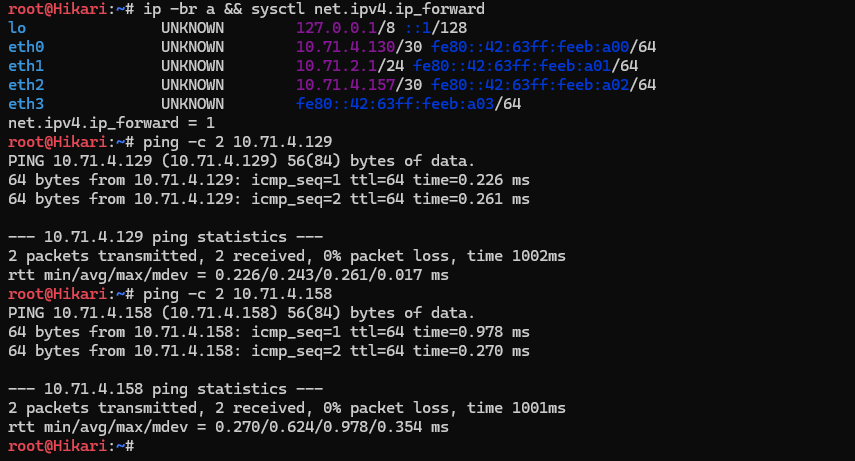 root@Hikari:~# ip -br a && sysctl net.ipv4.ip_forward
lo               UNKNOWN        127.0.0.1/8 ::1/128
eth0             UNKNOWN        10.71.4.130/30 fe80::42:63ff:feeb:a00/64
eth1             UNKNOWN        10.71.2.1/24 fe80::42:63ff:feeb:a01/64
eth2             UNKNOWN        10.71.4.157/30 fe80::42:63ff:feeb:a02/64
eth3             UNKNOWN        fe80::42:63ff:feeb:a03/64
net.ipv4.ip_forward = 1
root@Hikari:~# ping -c 2 10.71.4.129
PING 10.71.4.129 (10.71.4.129) 56(84) bytes of data.
64 bytes from 10.71.4.129: icmp_seq=1 ttl=64 time=0.226 ms
64 bytes from 10.71.4.129: icmp_seq=2 ttl=64 time=0.261 ms

--- 10.71.4.129 ping statistics ---
2 packets transmitted, 2 received, 0% packet loss, time 1002ms
rtt min/avg/max/mdev = 0.226/0.243/0.261/0.017 ms
root@Hikari:~# ping -c 2 10.71.4.158
PING 10.71.4.158 (10.71.4.158) 56(84) bytes of data.
64 bytes from 10.71.4.158: icmp_seq=1 ttl=64 time=0.978 ms
64 bytes from 10.71.4.158: icmp_seq=2 ttl=64 time=0.270 ms

--- 10.71.4.158 ping statistics ---
2 packets transmitted, 2 received, 0% packet loss, time 1001ms
rtt min/avg/max/mdev = 0.270/0.624/0.978/0.354 ms
root@Hikari:~#